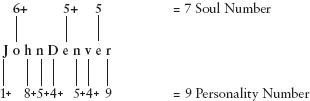 6+ 5+ 5 = 7 Soul Number
JohnDenver
1+ 8+5+4+ 5+4+ 9 = 9 Personality Number